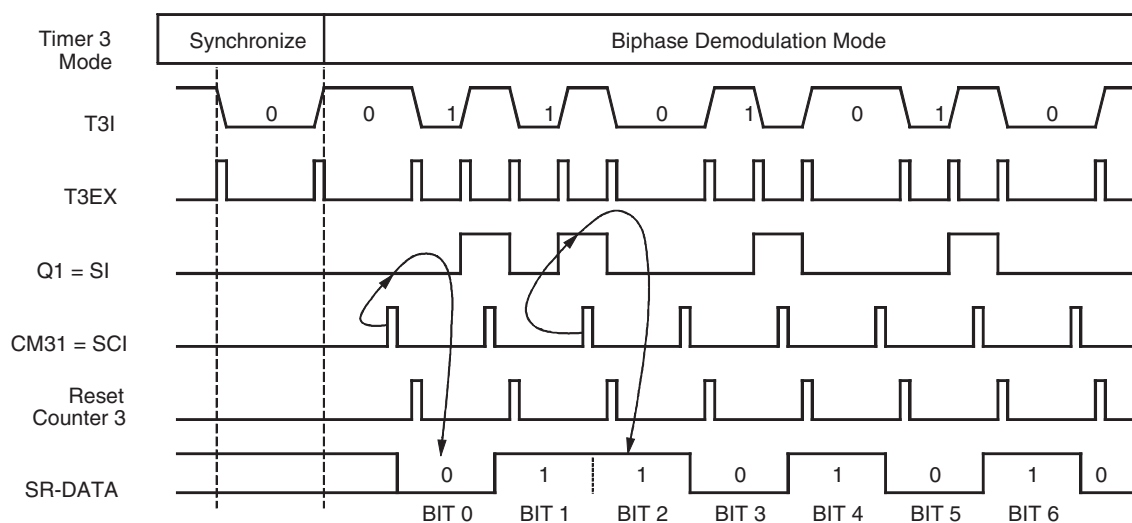 Timer 3
Mode
Synchronize
Biphase Demodulation Mode
T3I
0 0 1 1 0 1 0 1 0
T3EX
Q1 = SI
CM31 = SCI
Reset
Counter 3
SR-DATA
0 1 1 0 1 0 1 0
BIT 0 BIT 1 BIT 2 BIT 3 BIT 4 BIT 5 BIT 6